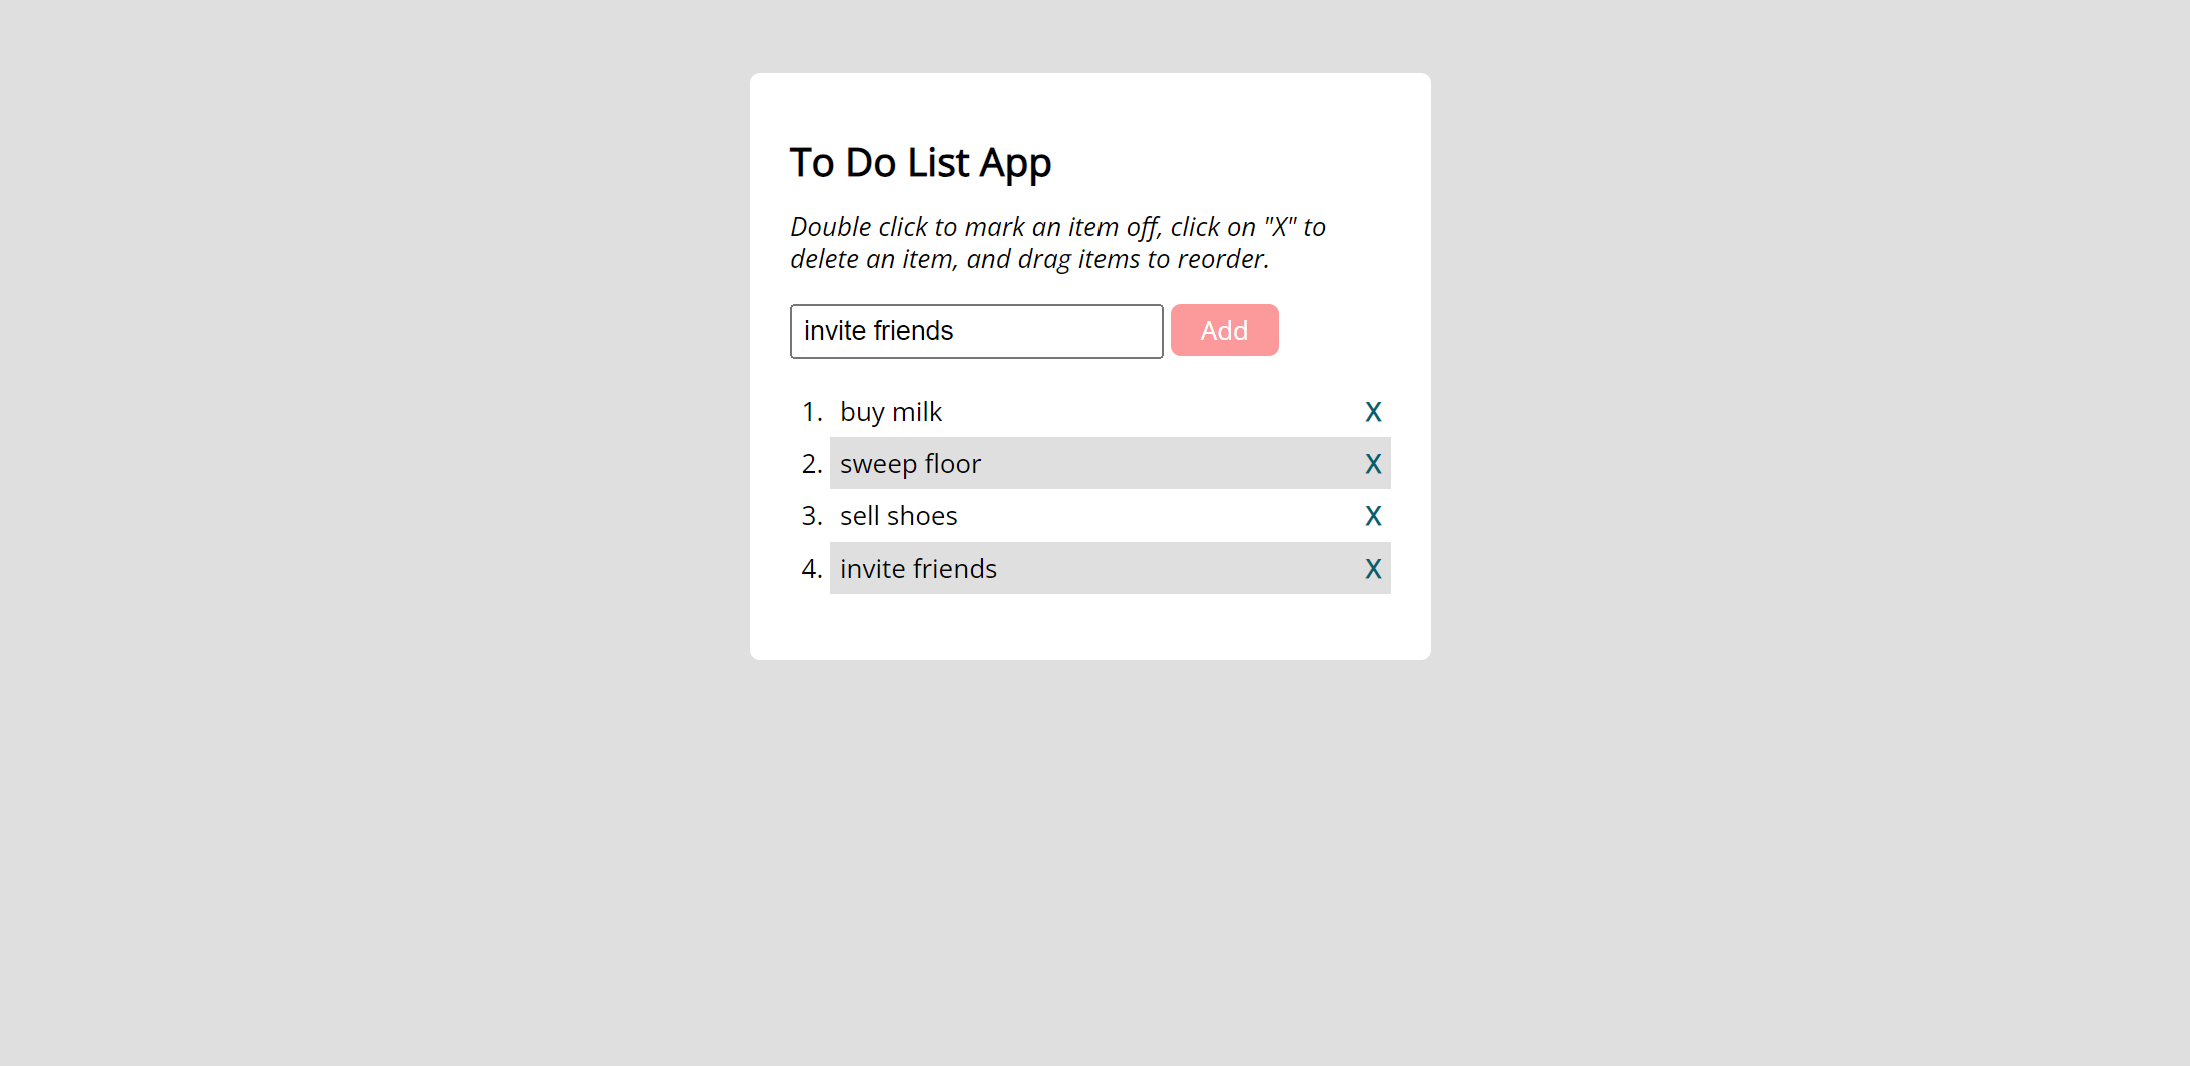 To Do List App
Double click to mark an item off, click on "X" to
delete an item, and drag items to reorder.
invite friends Add
1. buy milk X
2. sweep floor X
3. sell shoes X
4. invite friends X